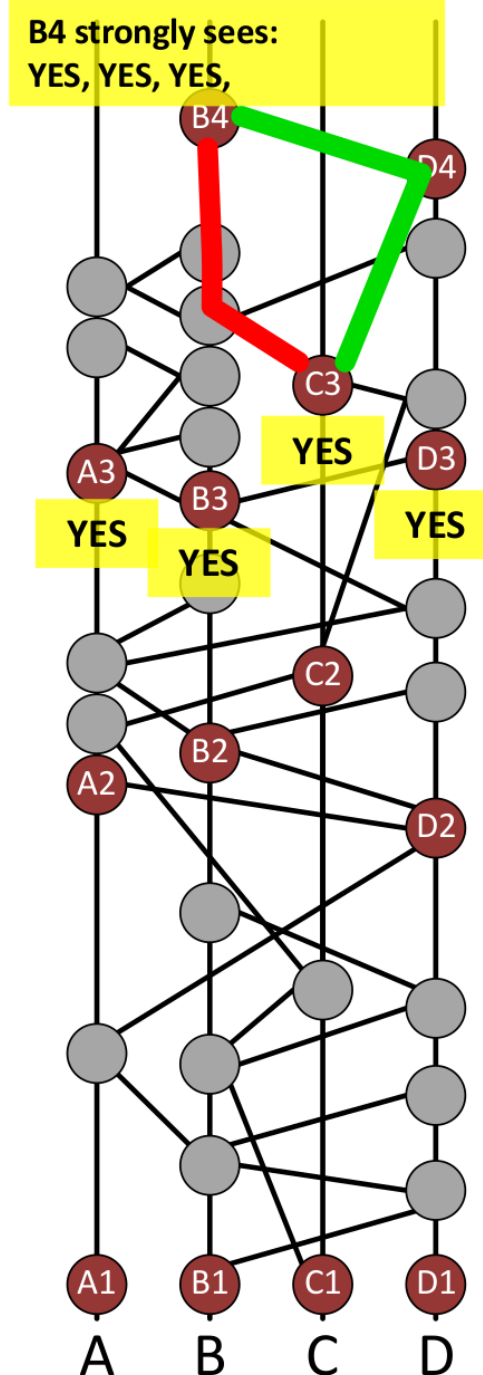 B4 strongly sees:
YES, YES, YES,
B4
D4
C3
YES
A3
B3
D3
YES
YES
YES
C2
B2
A2
D2
A1 B1 C1 D1
A B C D